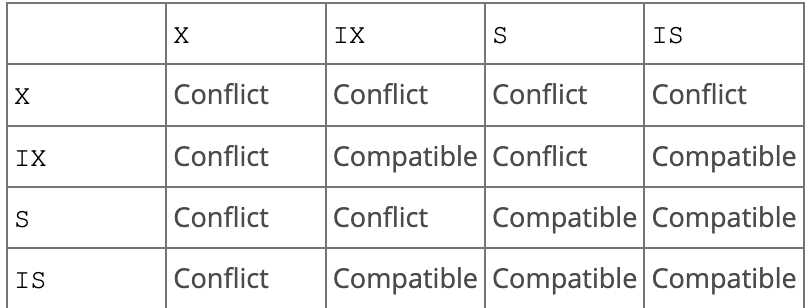 X IX S IS
X Conflict Conflict Conflict Conflict
IX Conflict Compatible Conflict Compatible
S Conflict Conflict Compatible Compatible
IS Conflict Compatible Compatible Compatible